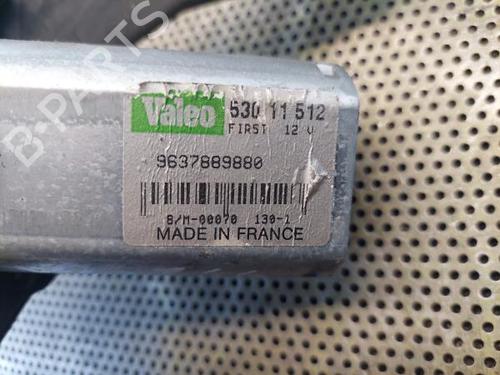 Valeo 530 11 512
FIRST 12 V
9637889880
B/M-00070 130-1
MADE IN FRANCE
B-PARTS